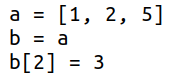 a = [1, 2, 5]
b = a
b[2] = 3